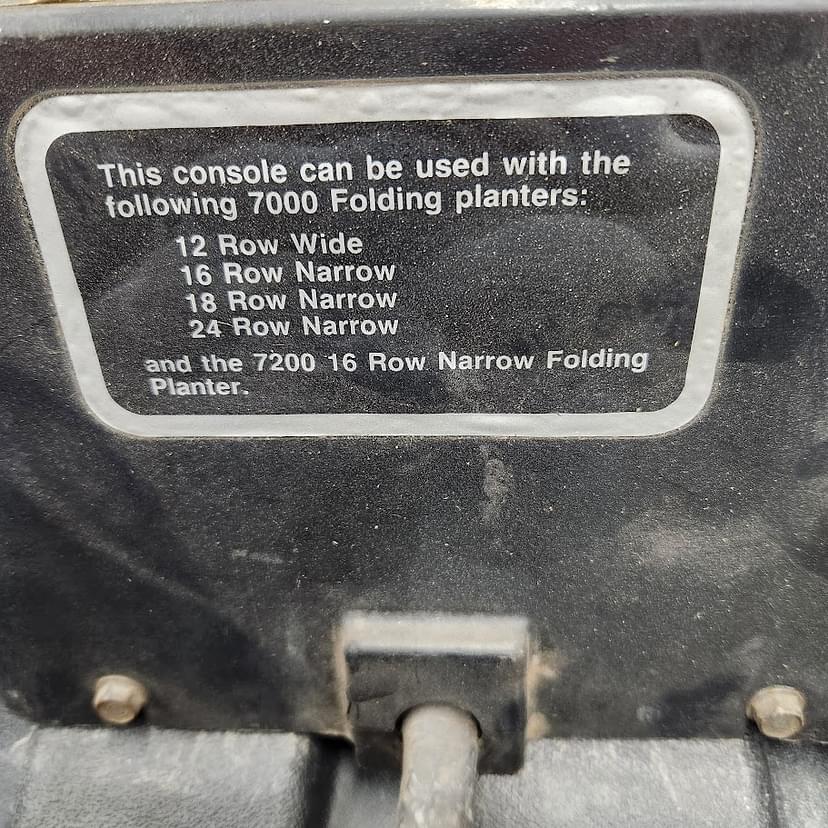 This console can be used with the
following 7000 Folding planters:
12 Row Wide
16 Row Narrow
18 Row Narrow
24 Row Narrow
and the 7200 16 Row Narrow Folding
Planter.